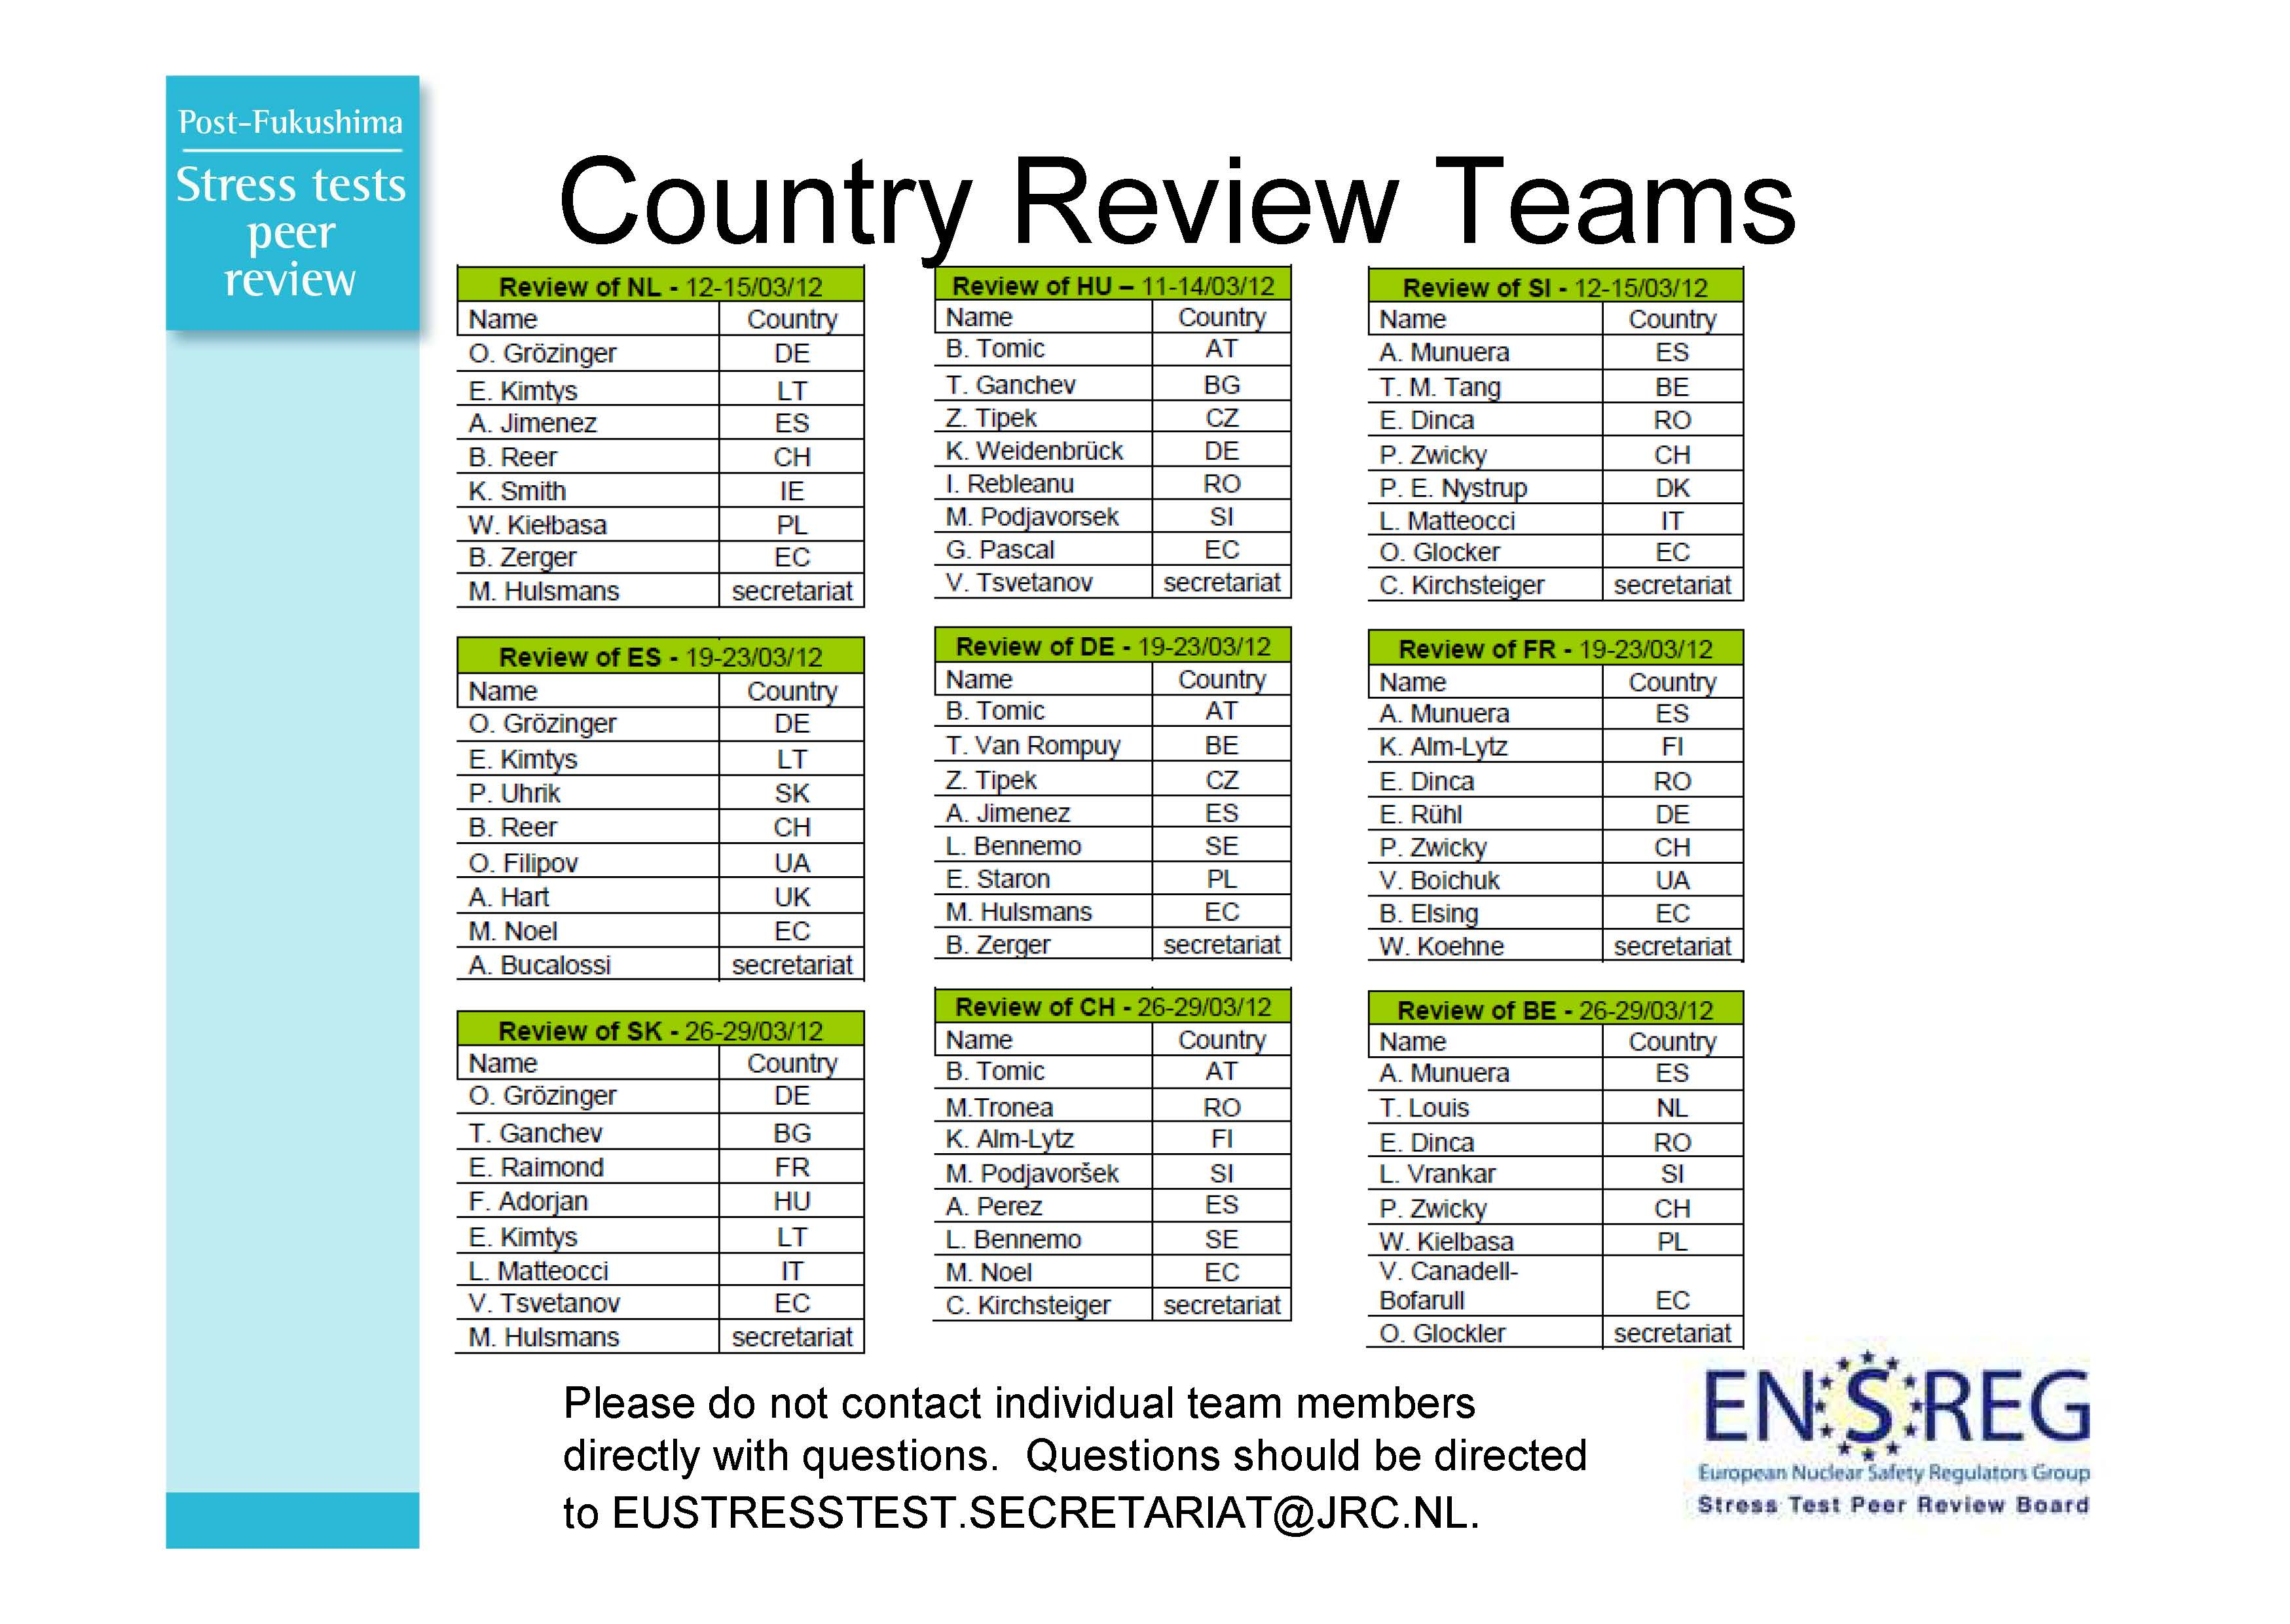 Post-Fukushima
Stress tests
peer
review
Country Review Teams
Review of NL - 12-15/03/12
Name Country
O. Grözinger DE
E. Kimtys LT
A. Jimenez ES
B. Reer CH
K. Smith IE
W. Kiełbasa PL
B. Zerger EC
M. Hulsmans secretariat
Review of HU – 11-14/03/12
Name Country
B. Tomic AT
T. Ganchev BG
Z. Tipek CZ
K. Weidenbrück DE
I. Rebleanu RO
M. Podjavorsek SI
G. Pascal EC
V. Tsvetanov secretariat
Review of SI - 12-15/03/12
Name Country
A. Munuera ES
T. M. Tang BE
E. Dinca RO
P. Zwicky CH
P. E. Nystrup DK
L. Matteocci IT
O. Glocker EC
C. Kirchsteiger secretariat
Review of ES - 19-23/03/12
Name Country
O. Grözinger DE
E. Kimtys LT
P. Uhrik SK
B. Reer CH
O. Filipov UA
A. Hart UK
M. Noel EC
A. Bucalossi secretariat
Review of DE - 19-23/03/12
Name Country
B. Tomic AT
T. Van Rompuy BE
Z. Tipek CZ
A. Jimenez ES
L. Bennemo SE
E. Staron PL
M. Hulsmans EC
B. Zerger secretariat
Review of FR - 19-23/03/12
Name Country
A. Munuera ES
K. Alm-Lytz FI
E. Dinca RO
E. Rühl DE
P. Zwicky CH
V. Boichuk UA
B. Elsing EC
W. Koehne secretariat
Review of SK - 26-29/03/12
Name Country
O. Grözinger DE
T. Ganchev BG
E. Raimond FR
F. Adorjan HU
E. Kimtys LT
L. Matteocci IT
V. Tsvetanov EC
M. Hulsmans secretariat
Review of CH - 26-29/03/12
Name Country
B. Tomic AT
M.Tronea RO
K. Alm-Lytz FI
M. Podjavoršek SI
A. Perez ES
L. Bennemo SE
M. Noel EC
C. Kirchsteiger secretariat
Review of BE - 26-29/03/12
Name Country
A. Munuera ES
T. Louis NL
E. Dinca RO
L. Vrankar SI
P. Zwicky CH
W. Kielbasa PL
V. Canadell-
Bofarull EC
O. Glockler secretariat
Please do not contact individual team members
directly with questions. Questions should be directed
to EUSTRESSTEST.SECRETARIAT@JRC.NL.
ENSREG
European Nuclear Safety Regulators Group
Stress Test Peer Review Board